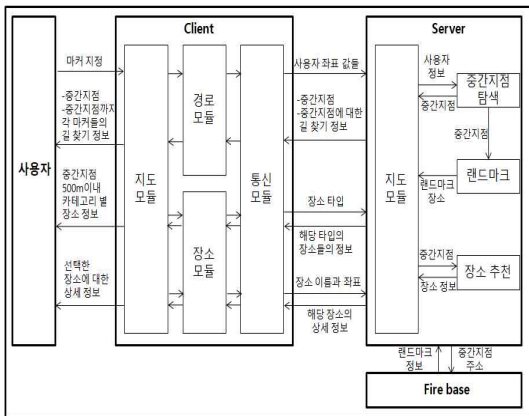 Client
Server
사용자
마커 지정
-중간지점
-중간지점까지
각 마커들의
길 찾기 정보
중간지점
500m이내
카테고리 별
장소 정보
선택한
장소에 대한
상세 정보
지도
모듈
경로
모듈
장소
모듈
통신
모듈
사용자 좌표 값들
-중간지점
-중간지점에 대한
길 찾기 정보
장소 타입
해당 타입의
장소들의 정보
장소 이름과 좌표
해당 장소의
상세 정보
지도
모듈
사용자
정보
중간지점
중간지점
탐색
중간지점
랜드마크
랜드마크
장소
중간지점
장소 정보
장소 추천
랜드마크
정보
중간지점
주소
Fire base